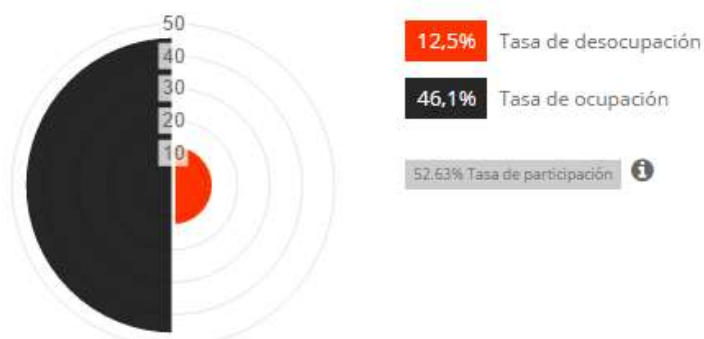 50
40
30
20
10
12,5% Tasa de desocupación
46,1% Tasa de ocupación
52.63% Tasa de participación i